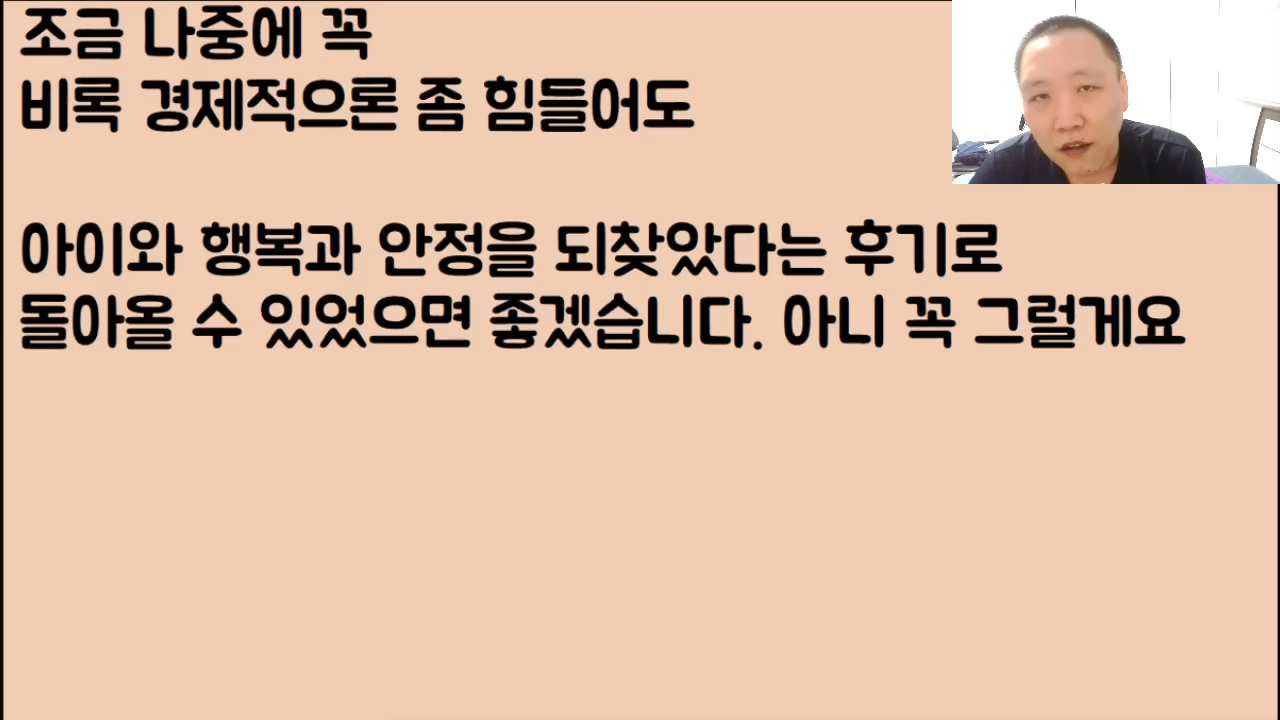 조금 나중에 꼭
비록 경제적으론 좀 힘들어도
아이와 행복과 안정을 되찾았다는 후기로
돌아올 수 있었으면 좋겠습니다. 아니 꼭 그럴게요